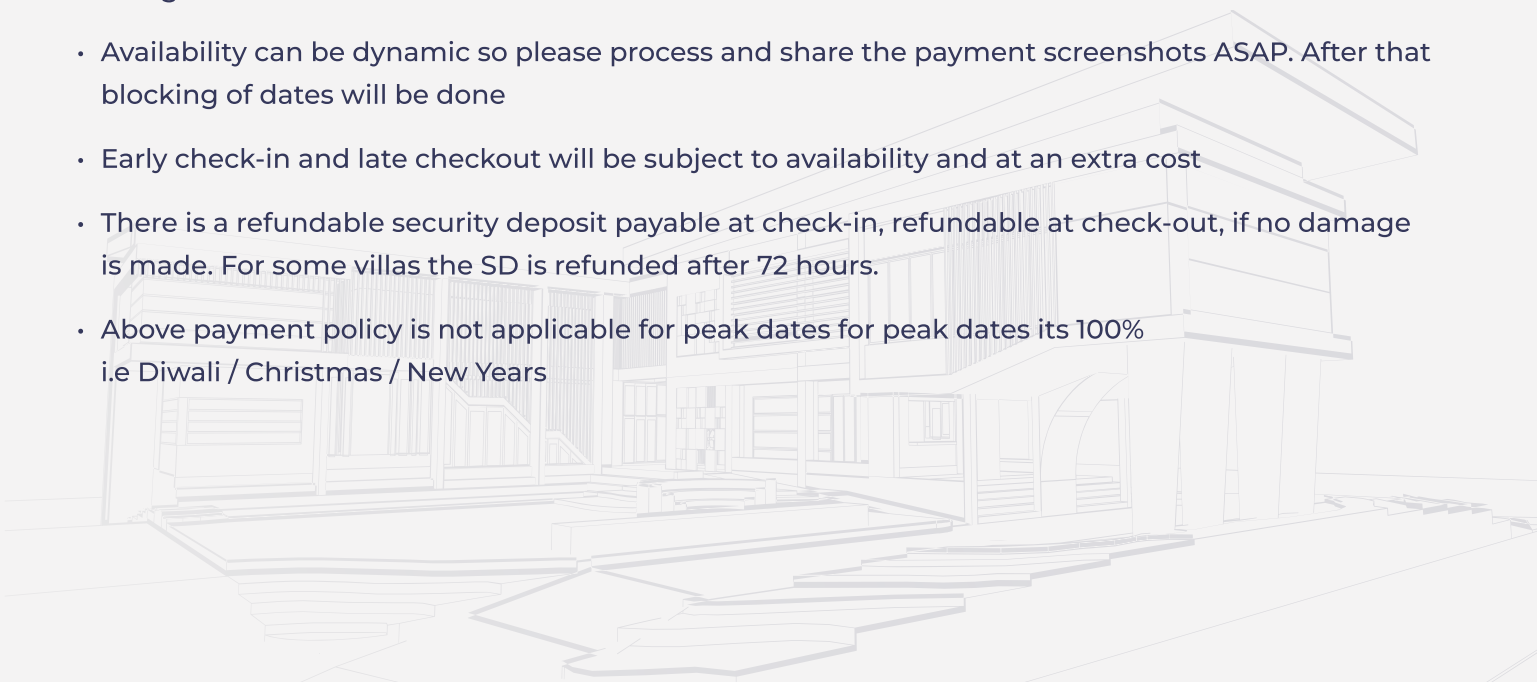 • Availability can be dynamic so please process and share the payment screenshots ASAP. After that
blocking of dates will be done
• Early check-in and late checkout will be subject to availability and at an extra cost
• There is a refundable security deposit payable at check-in, refundable at check-out, if no damage
is made. For some villas the SD is refunded after 72 hours.
• Above payment policy is not applicable for peak dates for peak dates its 100%
i.e Diwali / Christmas / New Years